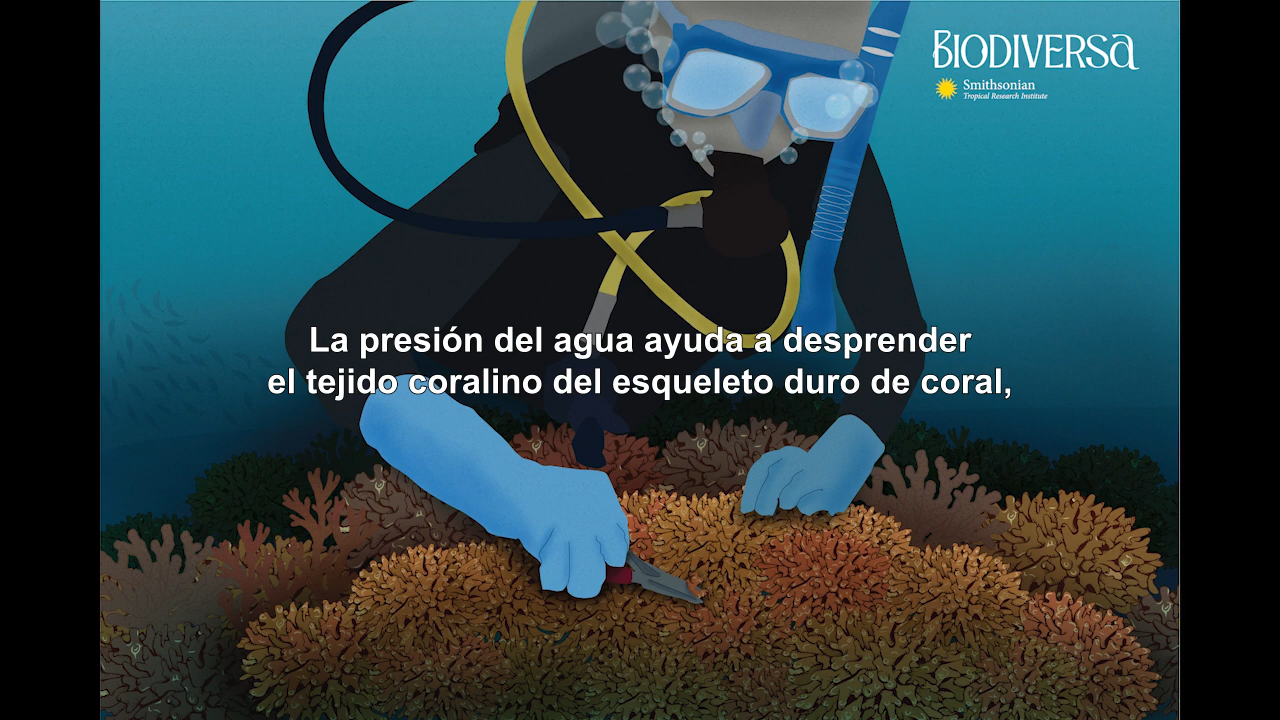 BIODIVERSA
Smithsonian
Tropical Research Institute
La presión del agua ayuda a desprender
el tejido coralino del esqueleto duro de coral,